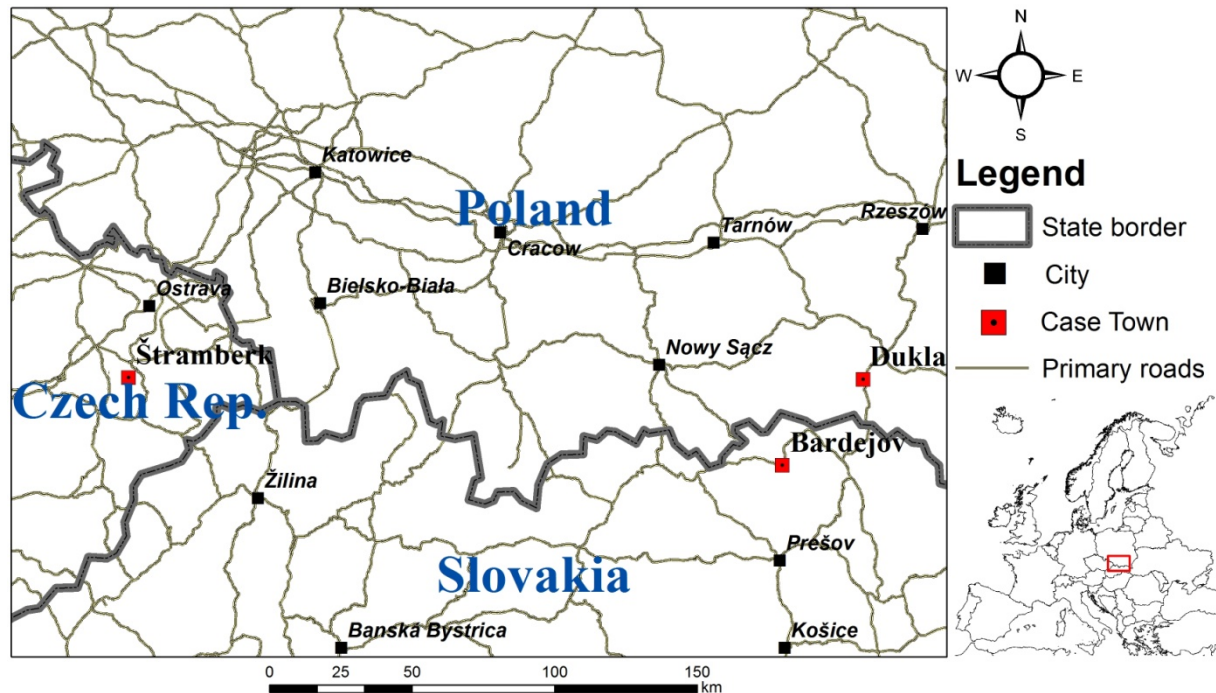 Katowice
Poland
Cracow
Tarnów
Rzeszów
Ostrava
Bielsko-Biała
Štramberk
Czech Rep.
Nowy Sącz
Dukla
Bardejov
Žilina
Prešov
Slovakia
Banská Bystrica
Košice
0 25 50 100 150
km
N
W E
S
Legend
State border
City
Case Town
Primary roads